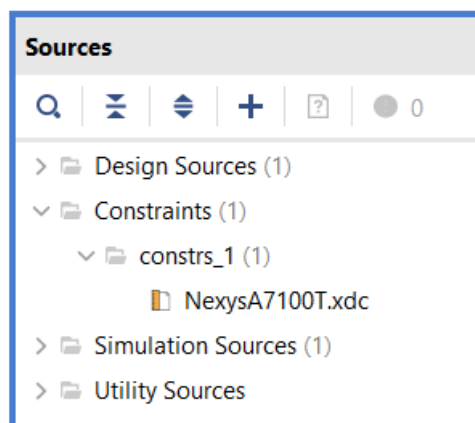 Sources
0
Design Sources (1)
Constraints (1)
constrs_1 (1)
NexysA7100T.xdc
Simulation Sources (1)
Utility Sources